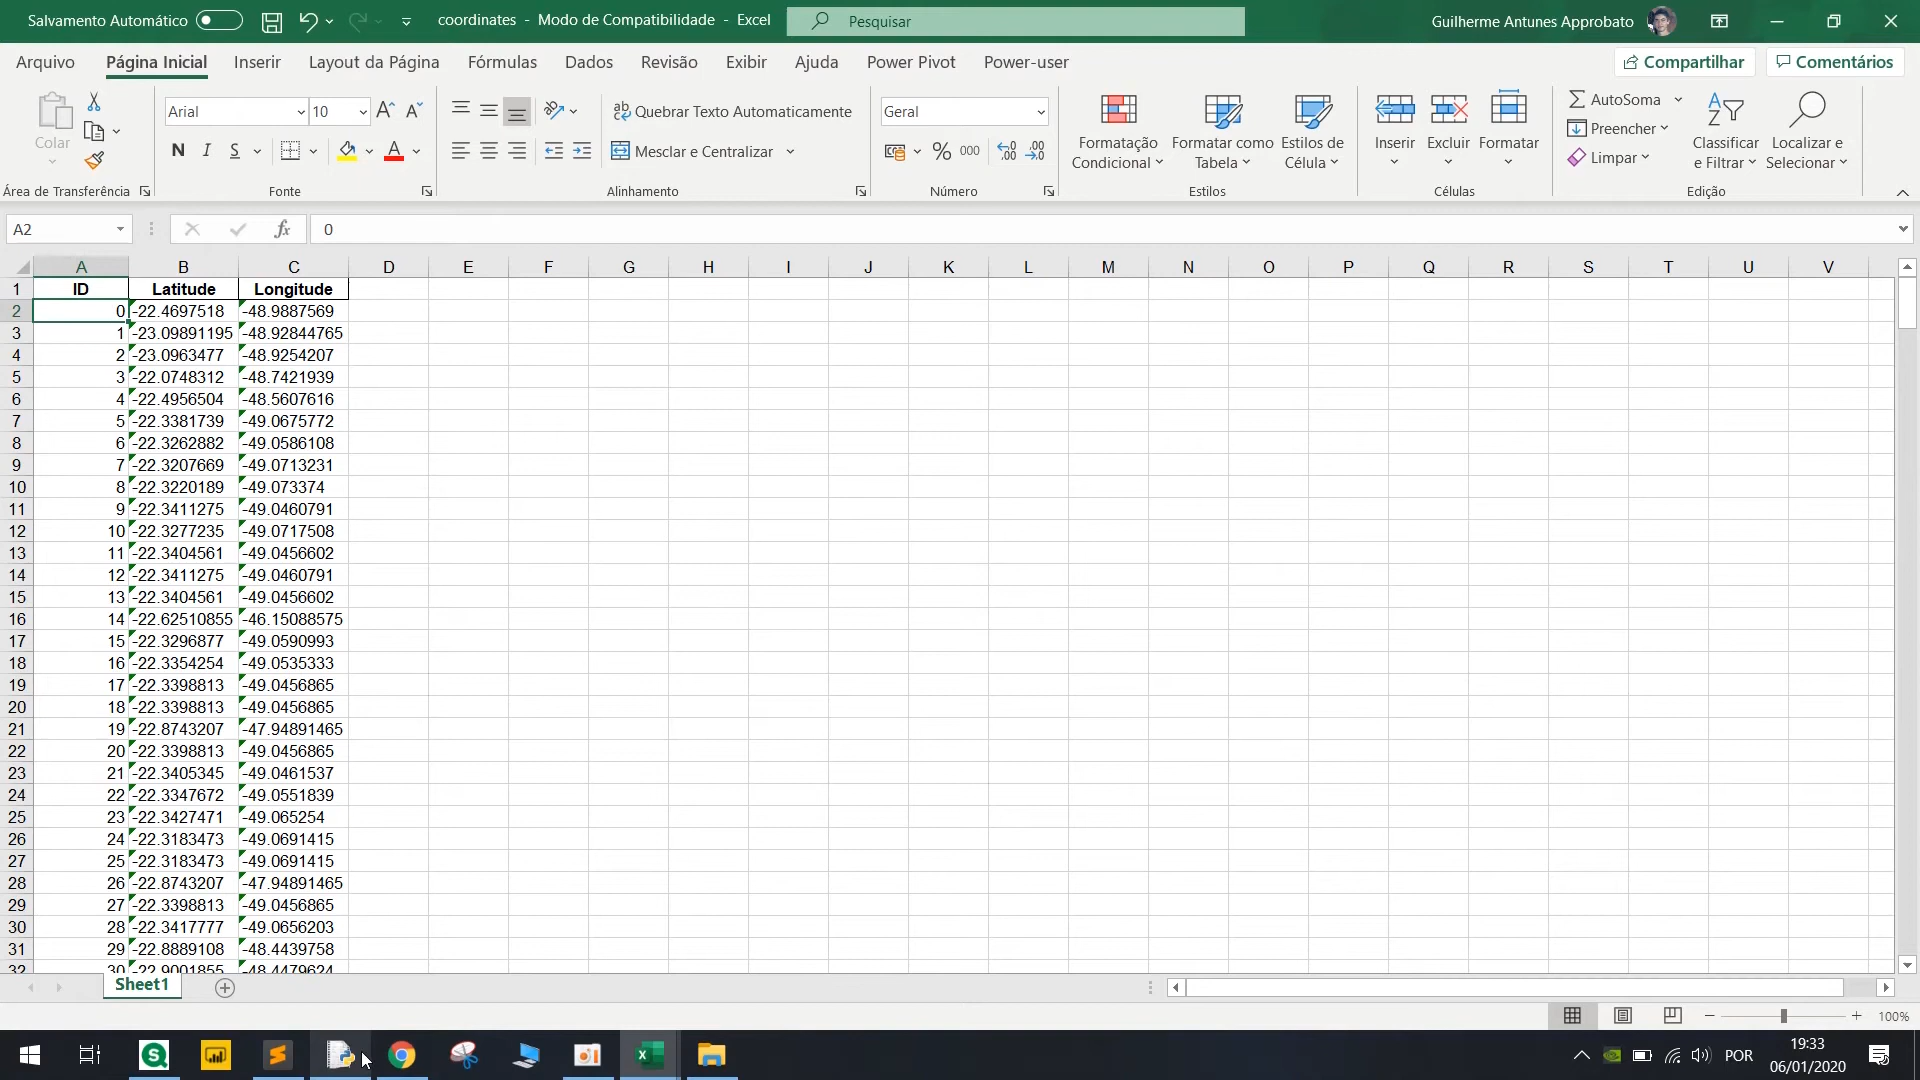 Salvamento Automático
coordinates - Modo de Compatibilidade - Excel
Pesquisar
Guilherme Antunes Approbato
Arquivo Página Inicial Inserir Layout da Página Fórmulas Dados Revisão Exibir Ajuda Power Pivot Power-user
Compartilhar
Comentários
Colar
Arial 10
N I S
Quebrar Texto Automaticamente
Mesclar e Centralizar
Geral
% 000
Formatação Condicional
Formatar como Tabela
Estilos de Célula
Inserir Excluir Formatar
AutoSoma
Preencher
Limpar
Classificar e Filtrar
Localizar e Selecionar
Área de Transferência Fonte Alinhamento Número Estilos Células Edição
A2 fx 0
A B C D E F G H I J K L M N O P Q R S T U V
1 ID Latitude Longitude
2 0 -22.4697518 -48.9887569
3 1 -23.09891195 -48.92844765
4 2 -23.0963477 -48.9254207
5 3 -22.0748312 -48.7421939
6 4 -22.4956504 -48.5607616
7 5 -22.3381739 -49.0675772
8 6 -22.3262882 -49.0586108
9 7 -22.3207669 -49.0713231
10 8 -22.3220189 -49.073374
11 9 -22.3411275 -49.0460791
12 10 -22.3277235 -49.0717508
13 11 -22.3404561 -49.0456602
14 12 -22.3411275 -49.0460791
15 13 -22.3404561 -49.0456602
16 14 -22.62510855 -46.15088575
17 15 -22.3296877 -49.0590993
18 16 -22.3354254 -49.0535333
19 17 -22.3398813 -49.0456865
20 18 -22.3398813 -49.0456865
21 19 -22.8743207 -47.94891465
22 20 -22.3398813 -49.0456865
23 21 -22.3405345 -49.0461537
24 22 -22.3347672 -49.0551839
25 23 -22.3427471 -49.065254
26 24 -22.3183473 -49.0691415
27 25 -22.3183473 -49.0691415
28 26 -22.8743207 -47.94891465
29 27 -22.3398813 -49.0456865
30 28 -22.3417777 -49.0656203
31 29 -22.8889108 -48.4439758
32 30 -22.9001855 -48.4479624
Sheet1
100%
POR
19:33
06/01/2020